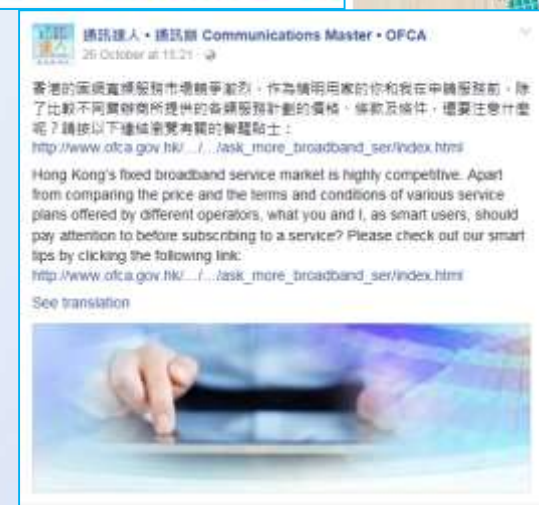 通訊達人 • 通訊辦 Communications Master • OFCA
26 October at 11:21
香港的固網寬頻服務市場競爭激烈。作為精明用家的你和我在申請服務前，除
了比較不同營辦商所提供的各類服務計劃的價格、條款及條件，還要注意什麼
呢？請按以下連結瀏覽有關的智醒貼士：
http://www.ofca.gov.hk/.../.../ask_more_broadband_ser/index.html
Hong Kong's fixed broadband service market is highly competitive. Apart
from comparing the price and the terms and conditions of various service
plans offered by different operators, what you and I, as smart users, should
pay attention to before subscribing to a service? Please check out our smart
tips by clicking the following link:
http://www.ofca.gov.hk/.../.../ask_more_broadband_ser/index.html
See translation